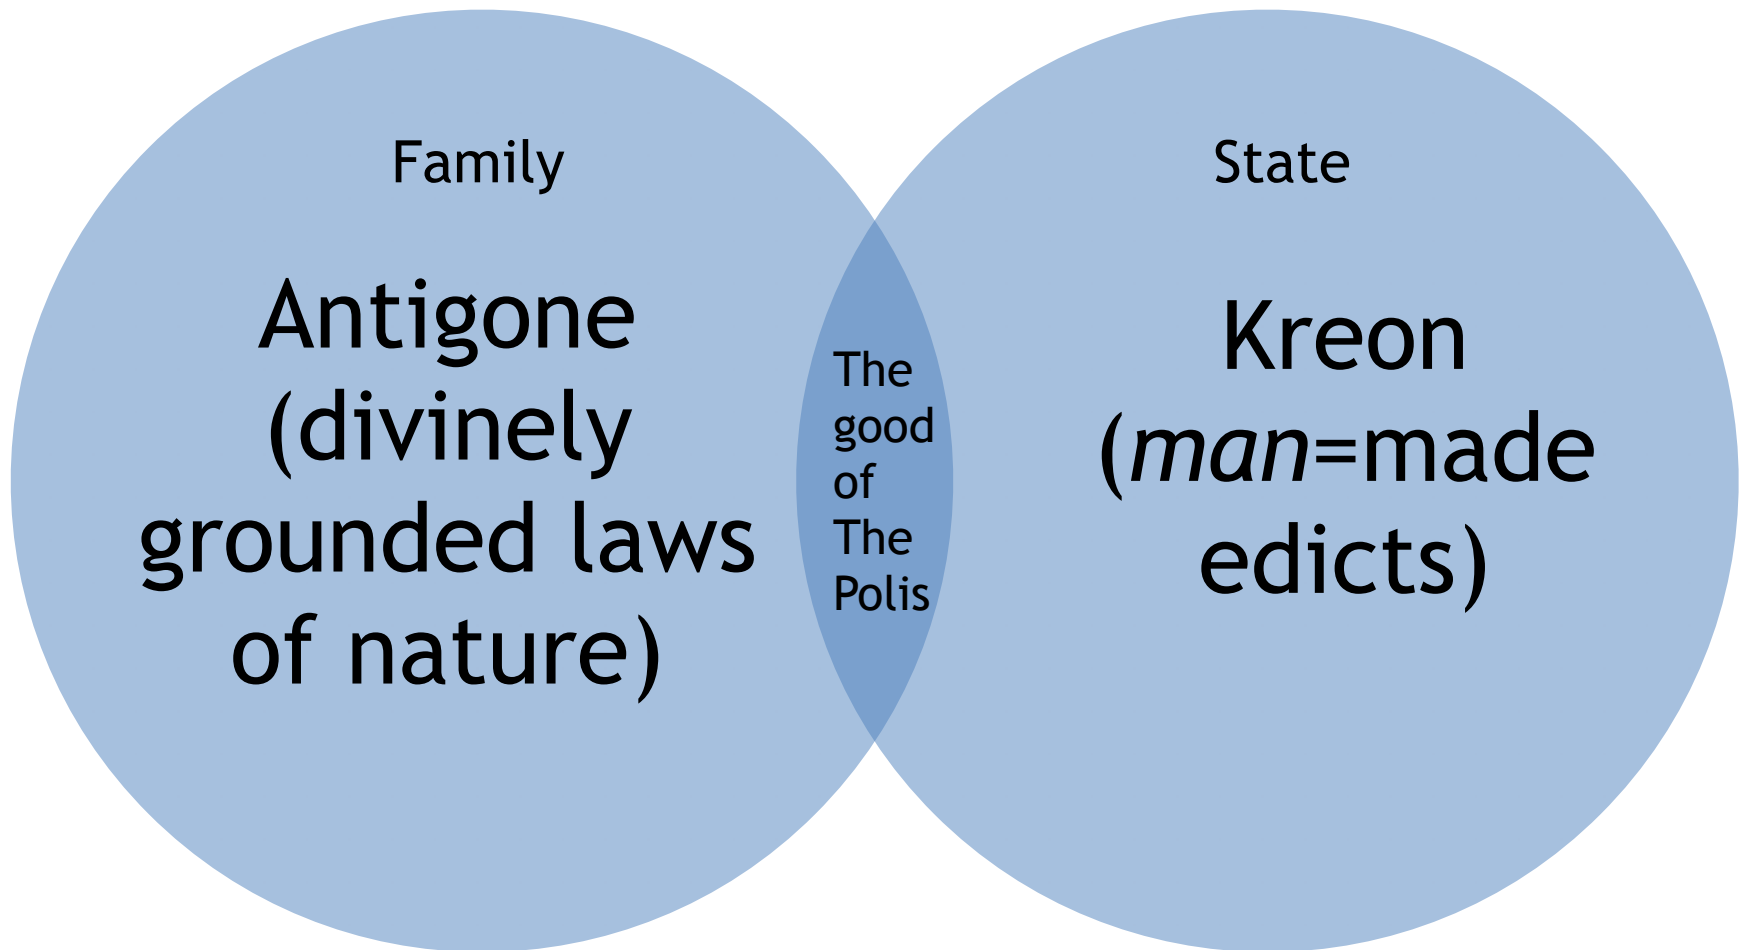 Family
Antigone
(divinely
grounded laws
of nature)
The
good
of
The
Polis
State
Kreon
(man=made
edicts)